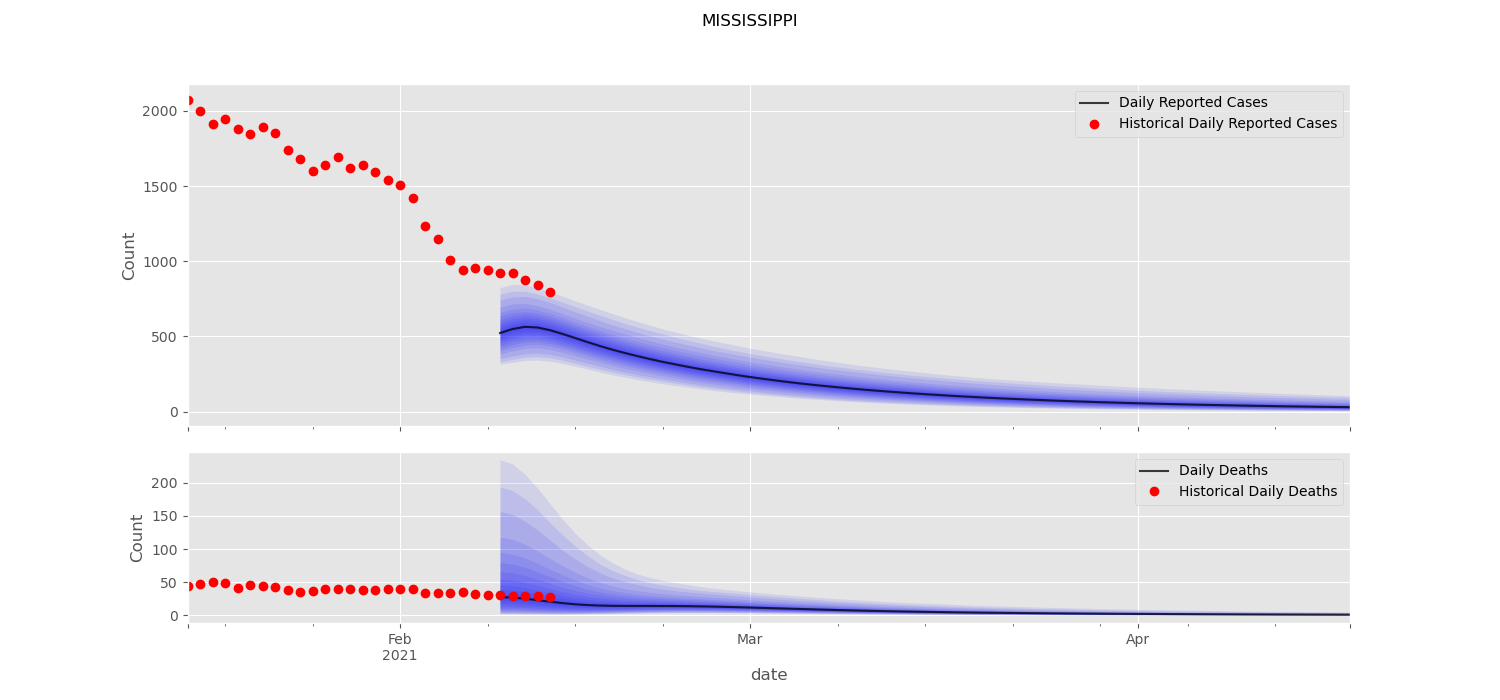 MISSISSIPPI
2000
1500
1000
500
0
Count
Daily Reported Cases
Historical Daily Reported Cases
200
150
100
50
0
Count
Daily Deaths
Historical Daily Deaths
Feb
2021
Mar
Apr
date